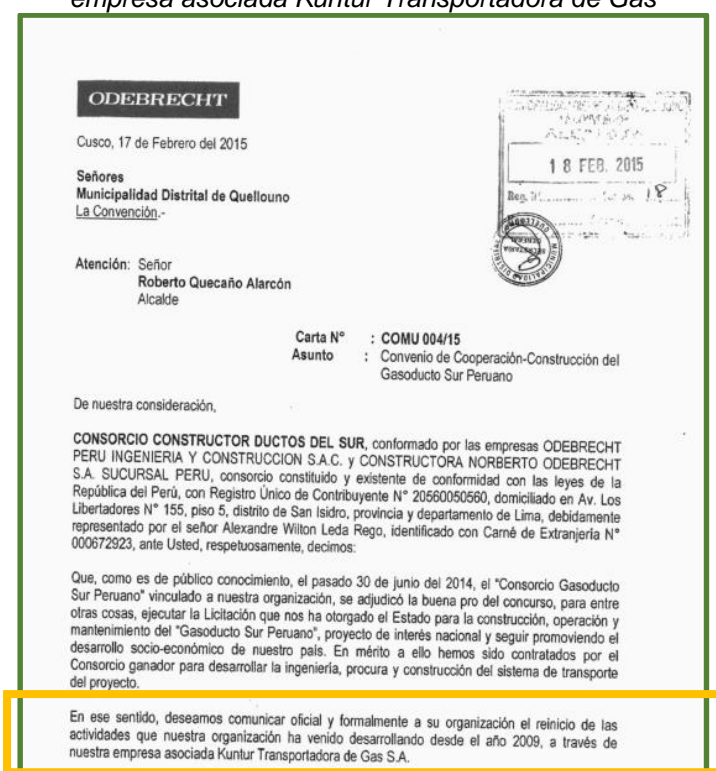 empresa asociada Kuntur Transportadora de Gas
ODEBRECHT
Cusco, 17 de Febrero del 2015
18 FEB. 2015
Reg.
18
Señores
Municipalidad Distrital de Quellouno
La Convención.-
Atención: Señor
Roberto Quecaño Alarcón
Alcalde
Carta N° : COMU 004/15
Asunto : Convenio de Cooperación-Construcción del
Gasoducto Sur Peruano
De nuestra consideración,
CONSORCIO CONSTRUCTOR DUCTOS DEL SUR, conformado por las empresas ODEBRECHT
PERU INGENIERIA Y CONSTRUCCION S.A.C. y CONSTRUCTORA NORBERTO ODEBRECHT
S.A. SUCURSAL PERU, consorcio constituido y existente de conformidad con las leyes de la
República del Perú, con Registro Único de Contribuyente N° 20560050560, domiciliado en Av. Los
Libertadores N° 155, piso 5, distrito de San Isidro, provincia y departamento de Lima, debidamente
representado por el señor Alexandre Wilton Leda Rego, identificado con Carné de Extranjería N°
000672923, ante Usted, respetuosamente, decimos:
Que, como es de público conocimiento, el pasado 30 de junio del 2014, el "Consorcio Gasoducto
Sur Peruano" vinculado a nuestra organización, se adjudicó la buena pro del concurso, para entre
otras cosas, ejecutar la Licitación que nos ha otorgado el Estado para la construcción, operación y
mantenimiento del "Gasoducto Sur Peruano", proyecto de interés nacional y seguir promoviendo el
desarrollo socio-económico de nuestro país. En mérito a ello hemos sido contratados por el
Consorcio ganador para desarrollar la ingeniería, procura y construcción del sistema de transporte
del proyecto.
En ese sentido, deseamos comunicar oficial y formalmente a su organización el reinicio de las
actividades que nuestra organización ha venido desarrollando desde el año 2009, a través de
nuestra empresa asociada Kuntur Transportadora de Gas S.A.